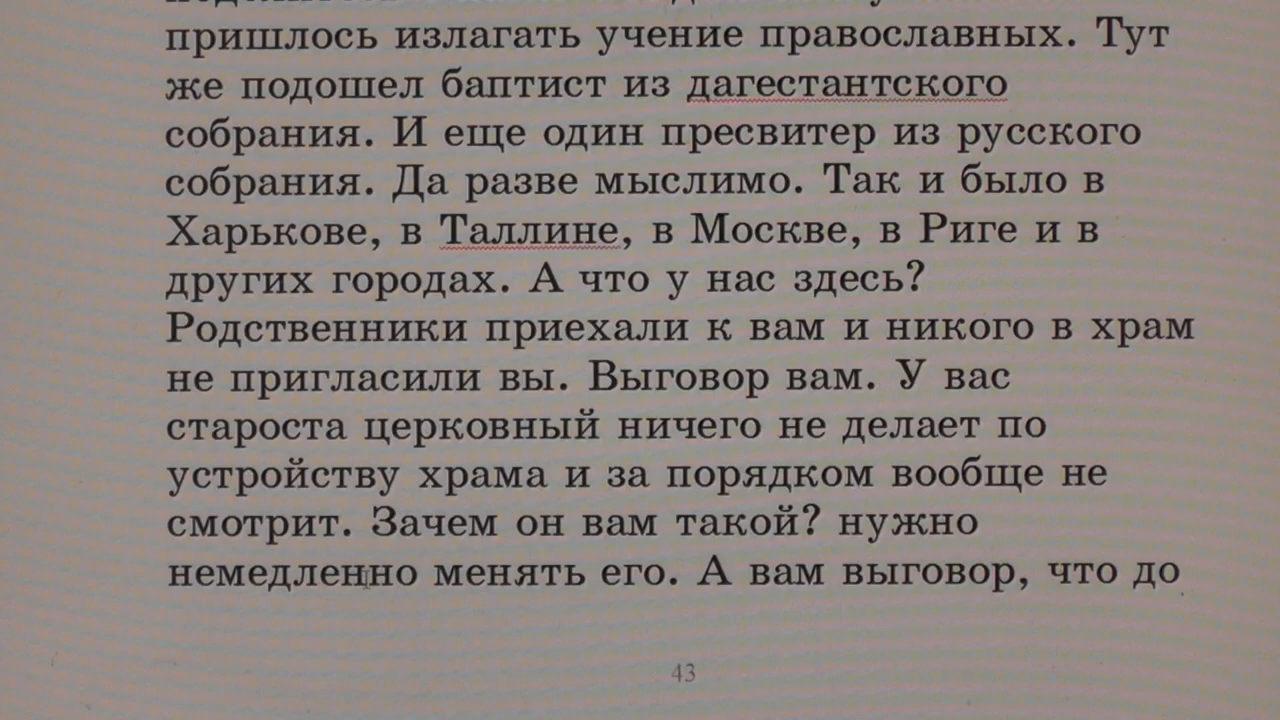 пришлось излагать учение православных. Тут
же подошел баптист из дагестантского
собрания. И еще один пресвитер из русского
собрания. Да разве мыслимо. Так и было в
Харькове, в Таллине, в Москве, в Риге и в
других городах. А что у нас здесь?
Родственники приехали к вам и никого в храм
не пригласили вы. Выговор вам. У вас
староста церковный ничего не делает по
устройству храма и за порядком вообще не
смотрит. Зачем он вам такой? нужно
немедленно менять его. А вам выговор, что до
43